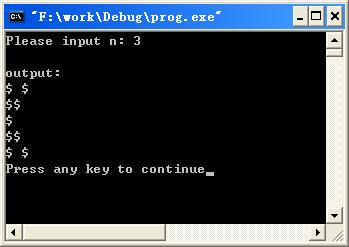 "F:\work\Debug\prog.exe"
Please input n: 3
output:
$ $
$$
$
$$
$ $
Press any key to continue_